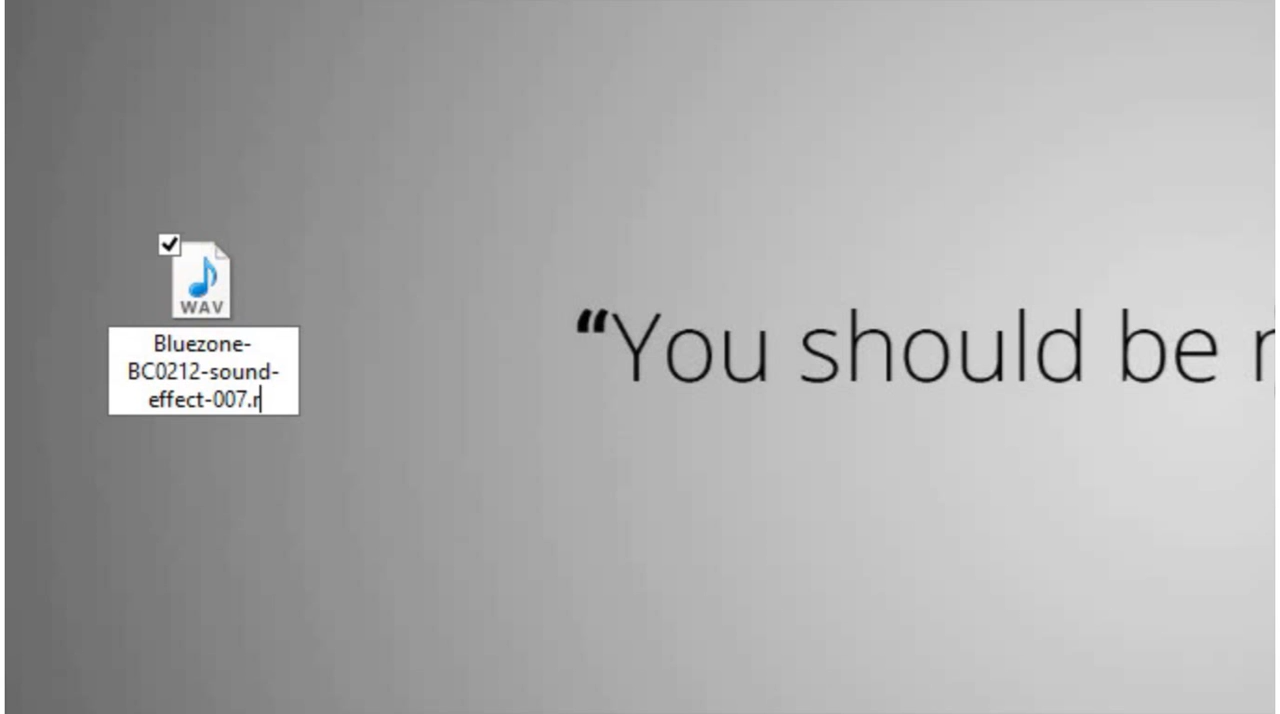 WAV
Bluezone-
BC0212-sound-
effect-007.r
“You should be